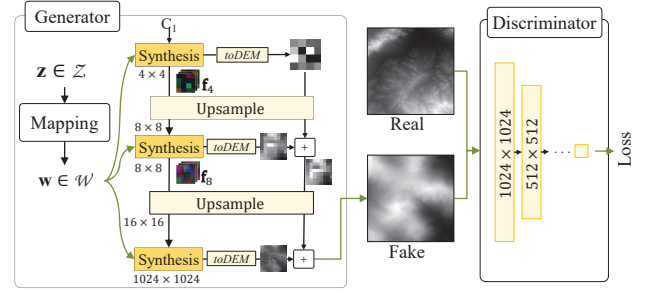 Generator
C₁
Synthesis
toDEM
4 × 4
f₄
z ∈ 𝒵
Mapping
w ∈ 𝒲
Upsample
8 × 8
Synthesis
toDEM
+
8 × 8
f₈
Upsample
16 × 16
Synthesis
toDEM
+
1024 × 1024
Real
Fake
Discriminator
1024 × 1024
512 × 512
· · ·
Loss